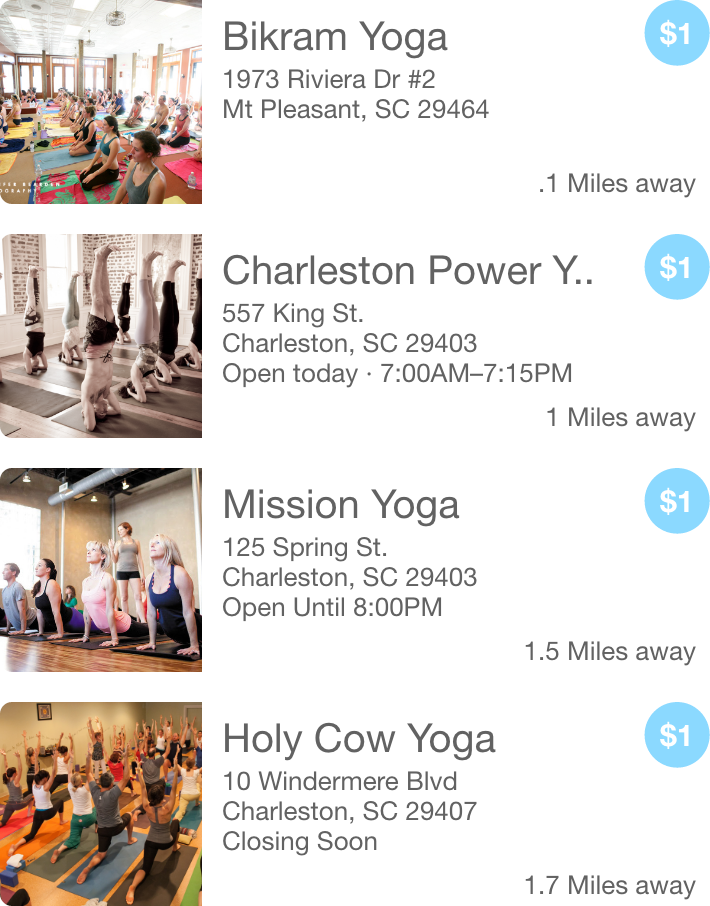 Bikram Yoga
$1
1973 Riviera Dr #2
Mt Pleasant, SC 29464
.1 Miles away
Charleston Power Y..
$1
557 King St.
Charleston, SC 29403
Open today · 7:00AM–7:15PM
1 Miles away
Mission Yoga
$1
125 Spring St.
Charleston, SC 29403
Open Until 8:00PM
1.5 Miles away
Holy Cow Yoga
$1
10 Windermere Blvd
Charleston, SC 29407
Closing Soon
1.7 Miles away